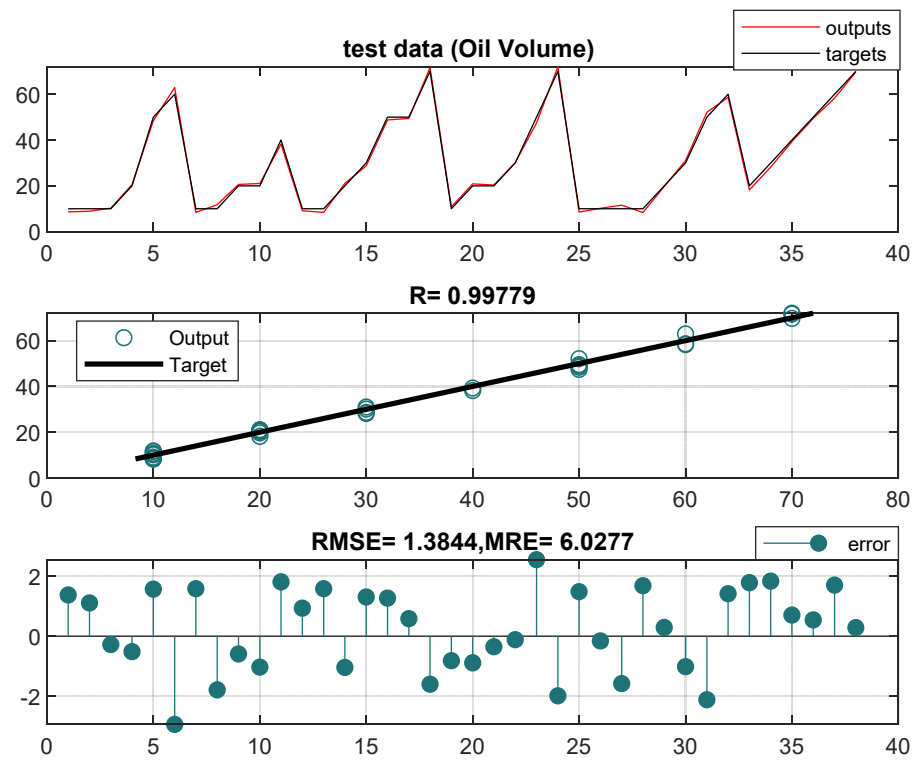 outputs
targets
test data (Oil Volume)
60
40
20
0
0 5 10 15 20 25 30 35 40
R= 0.99779
Output
Target
60
40
20
0
0 10 20 30 40 50 60 70 80
RMSE= 1.3844,MRE= 6.0277
error
2
0
-2
0 5 10 15 20 25 30 35 40